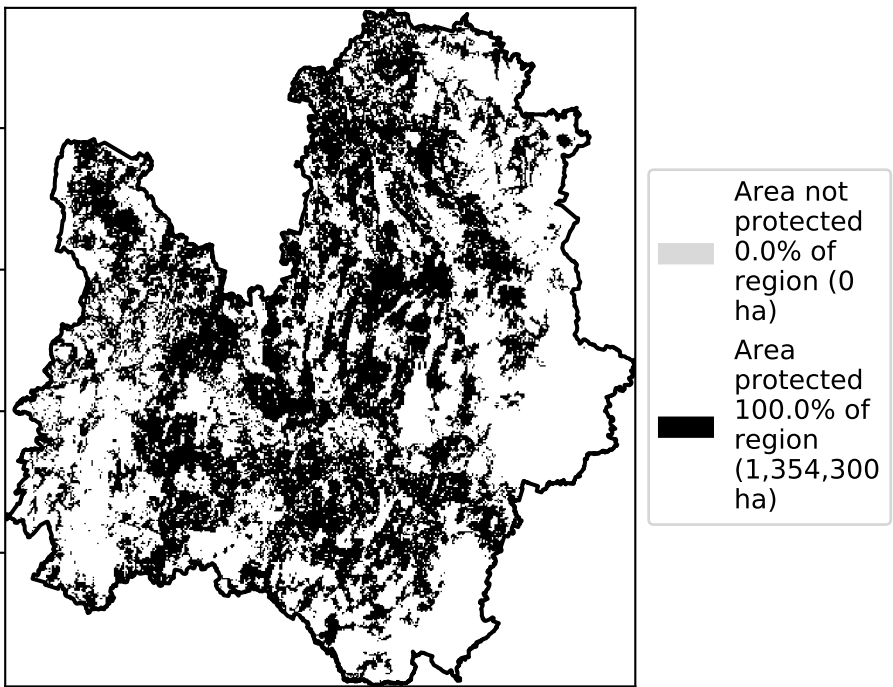 Area not
protected
0.0% of
region (0
ha)
Area
protected
100.0% of
region
(1,354,300
ha)